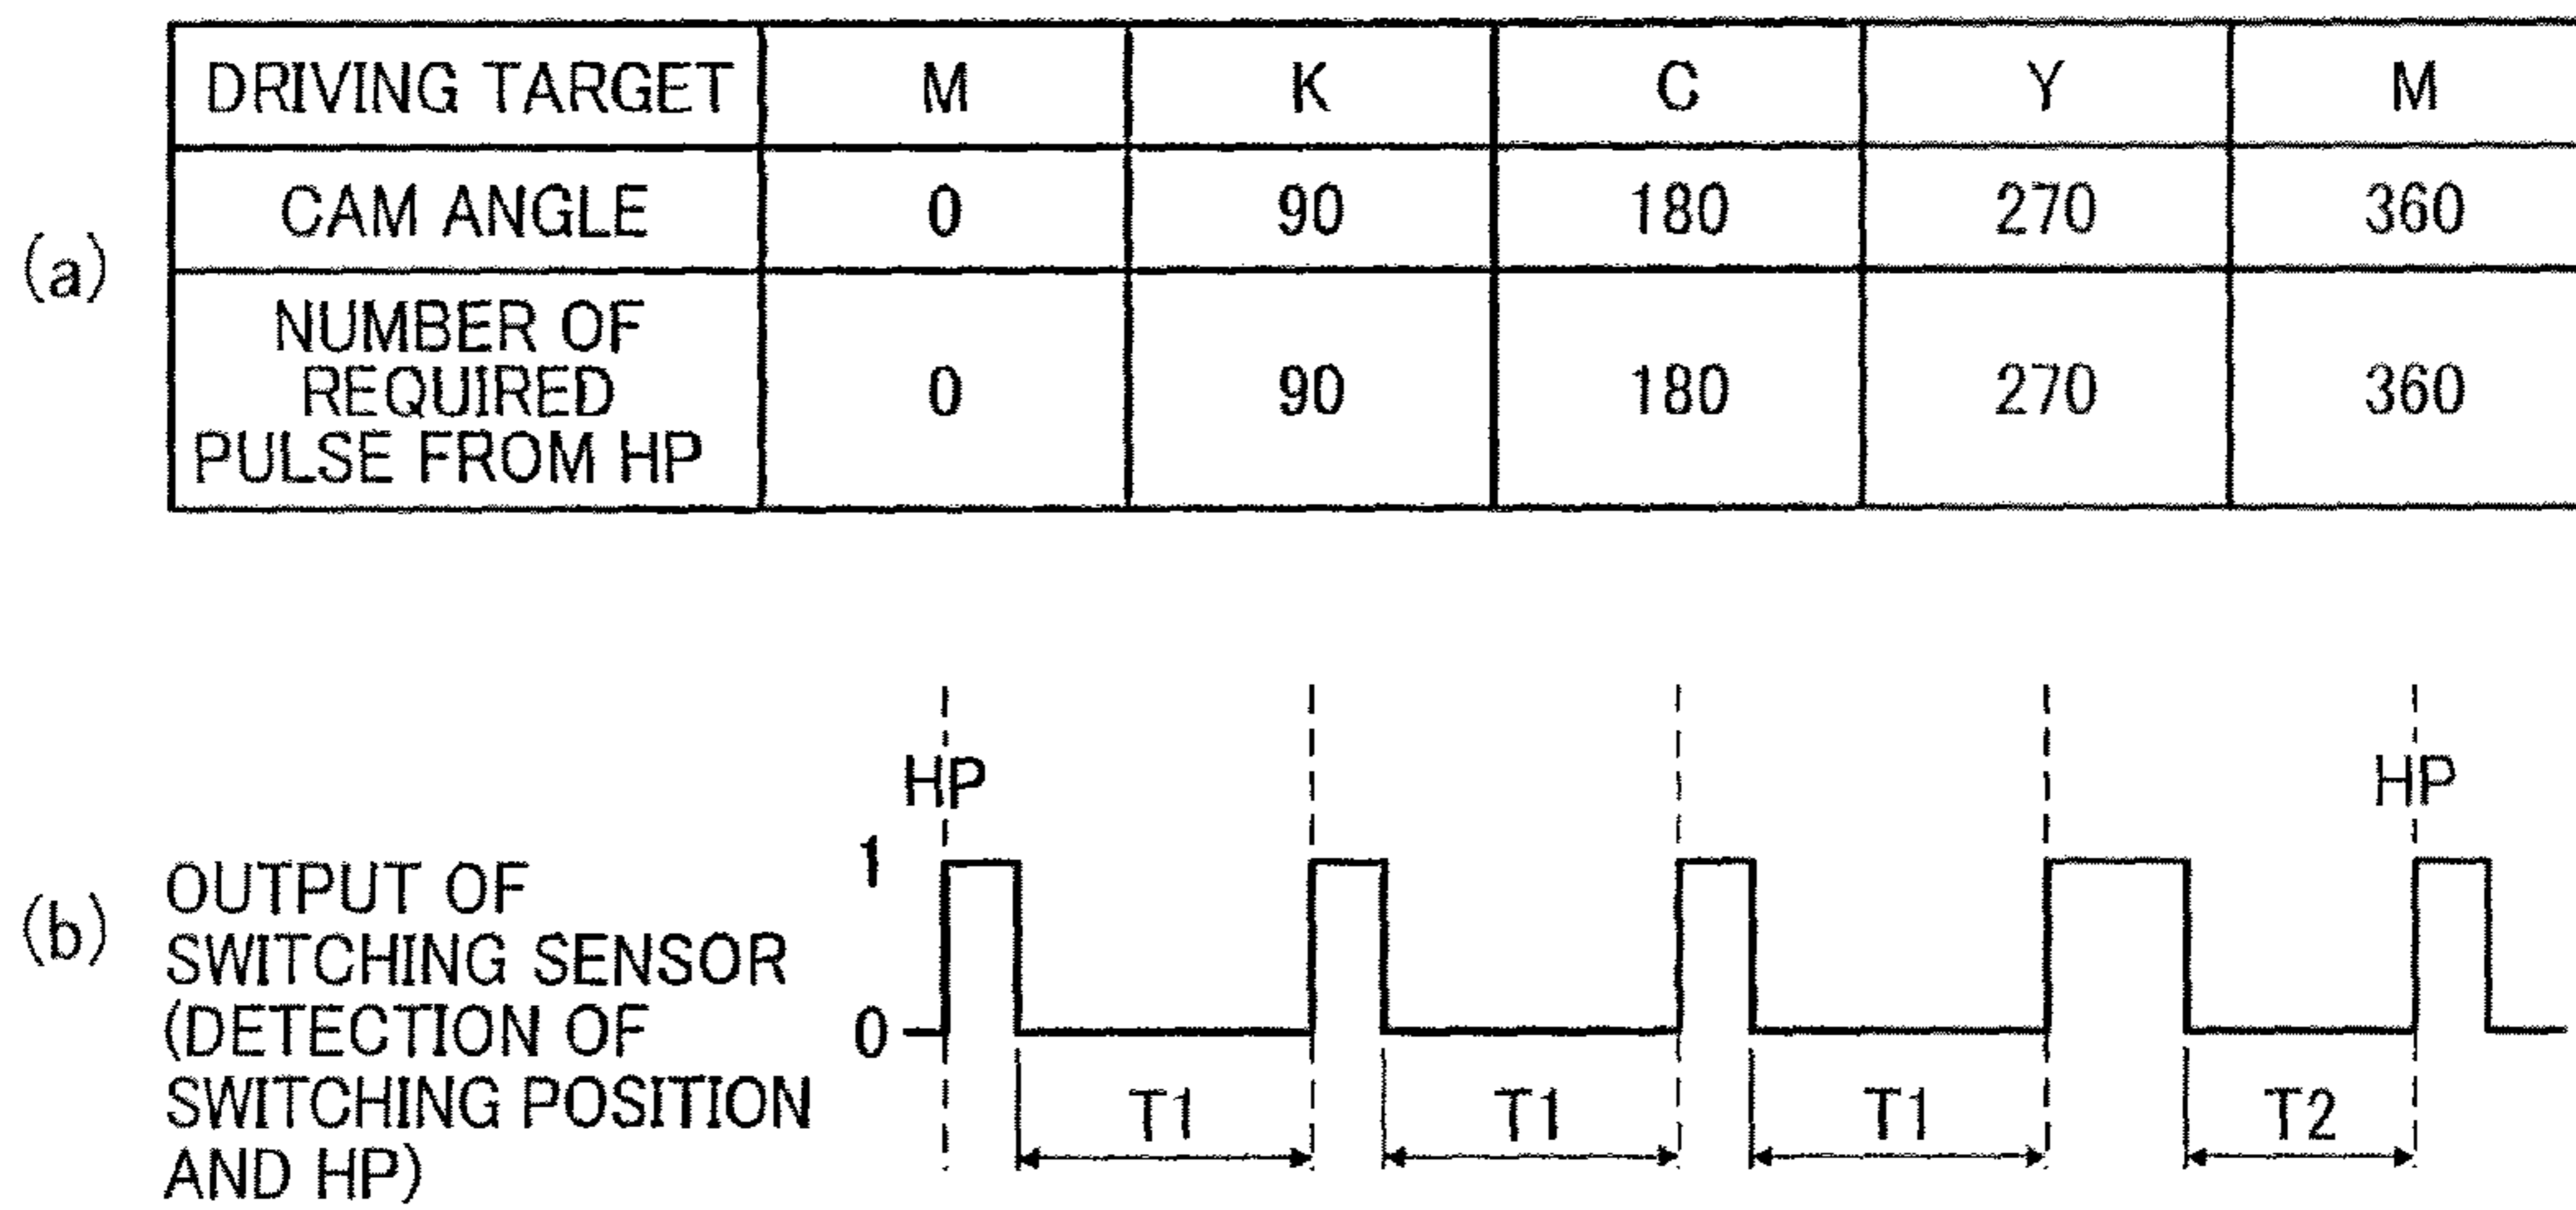 (a)
DRIVING TARGET M K C Y M
CAM ANGLE 0 90 180 270 360
NUMBER OF
REQUIRED 0 90 180 270 360
PULSE FROM HP
HP HP
(b)
1
OUTPUT OF
SWITCHING SENSOR
(DETECTION OF 0
SWITCHING POSITION T1 T1 T1 T2
AND HP)